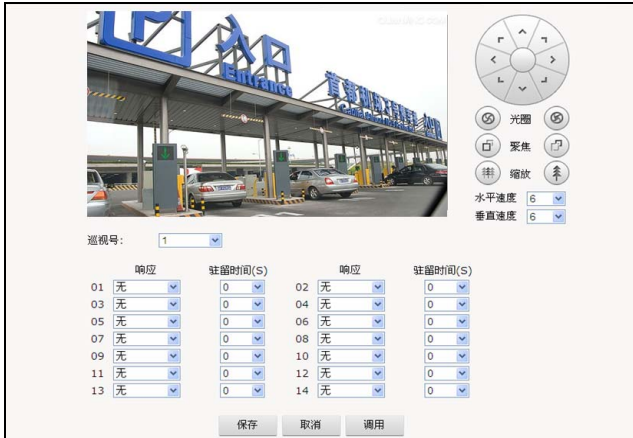 P 入口
Entrance
光圈
聚焦
缩放
水平速度 6
垂直速度 6
巡视号： 1
响应 驻留时间(S) 响应 驻留时间(S)
01 无 0 02 无 0
03 无 0 04 无 0
05 无 0 06 无 0
07 无 0 08 无 0
09 无 0 10 无 0
11 无 0 12 无 0
13 无 0 14 无 0
保存 取消 调用